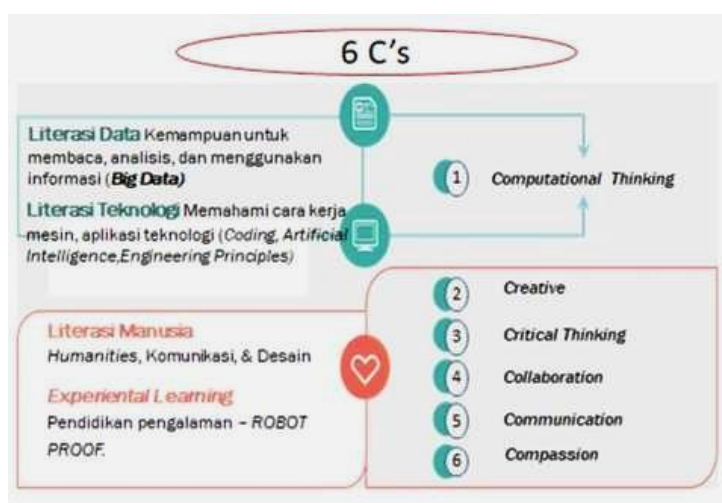 6 C's
Literasi Data Kemampuan untuk
membaca, analisis, dan menggunakan
informasi (Big Data)
Literasi Teknologi Memahami cara kerja
mesin, aplikasi teknologi (Coding, Artificial
Intelligence,Engineering Principles)
1 Computational Thinking
Literasi Manusia
Humanities, Komunikasi, & Desain
Experiental Learning
Pendidikan pengalaman – ROBOT
PROOF.
2 Creative
3 Critical Thinking
4 Collaboration
5 Communication
6 Compassion